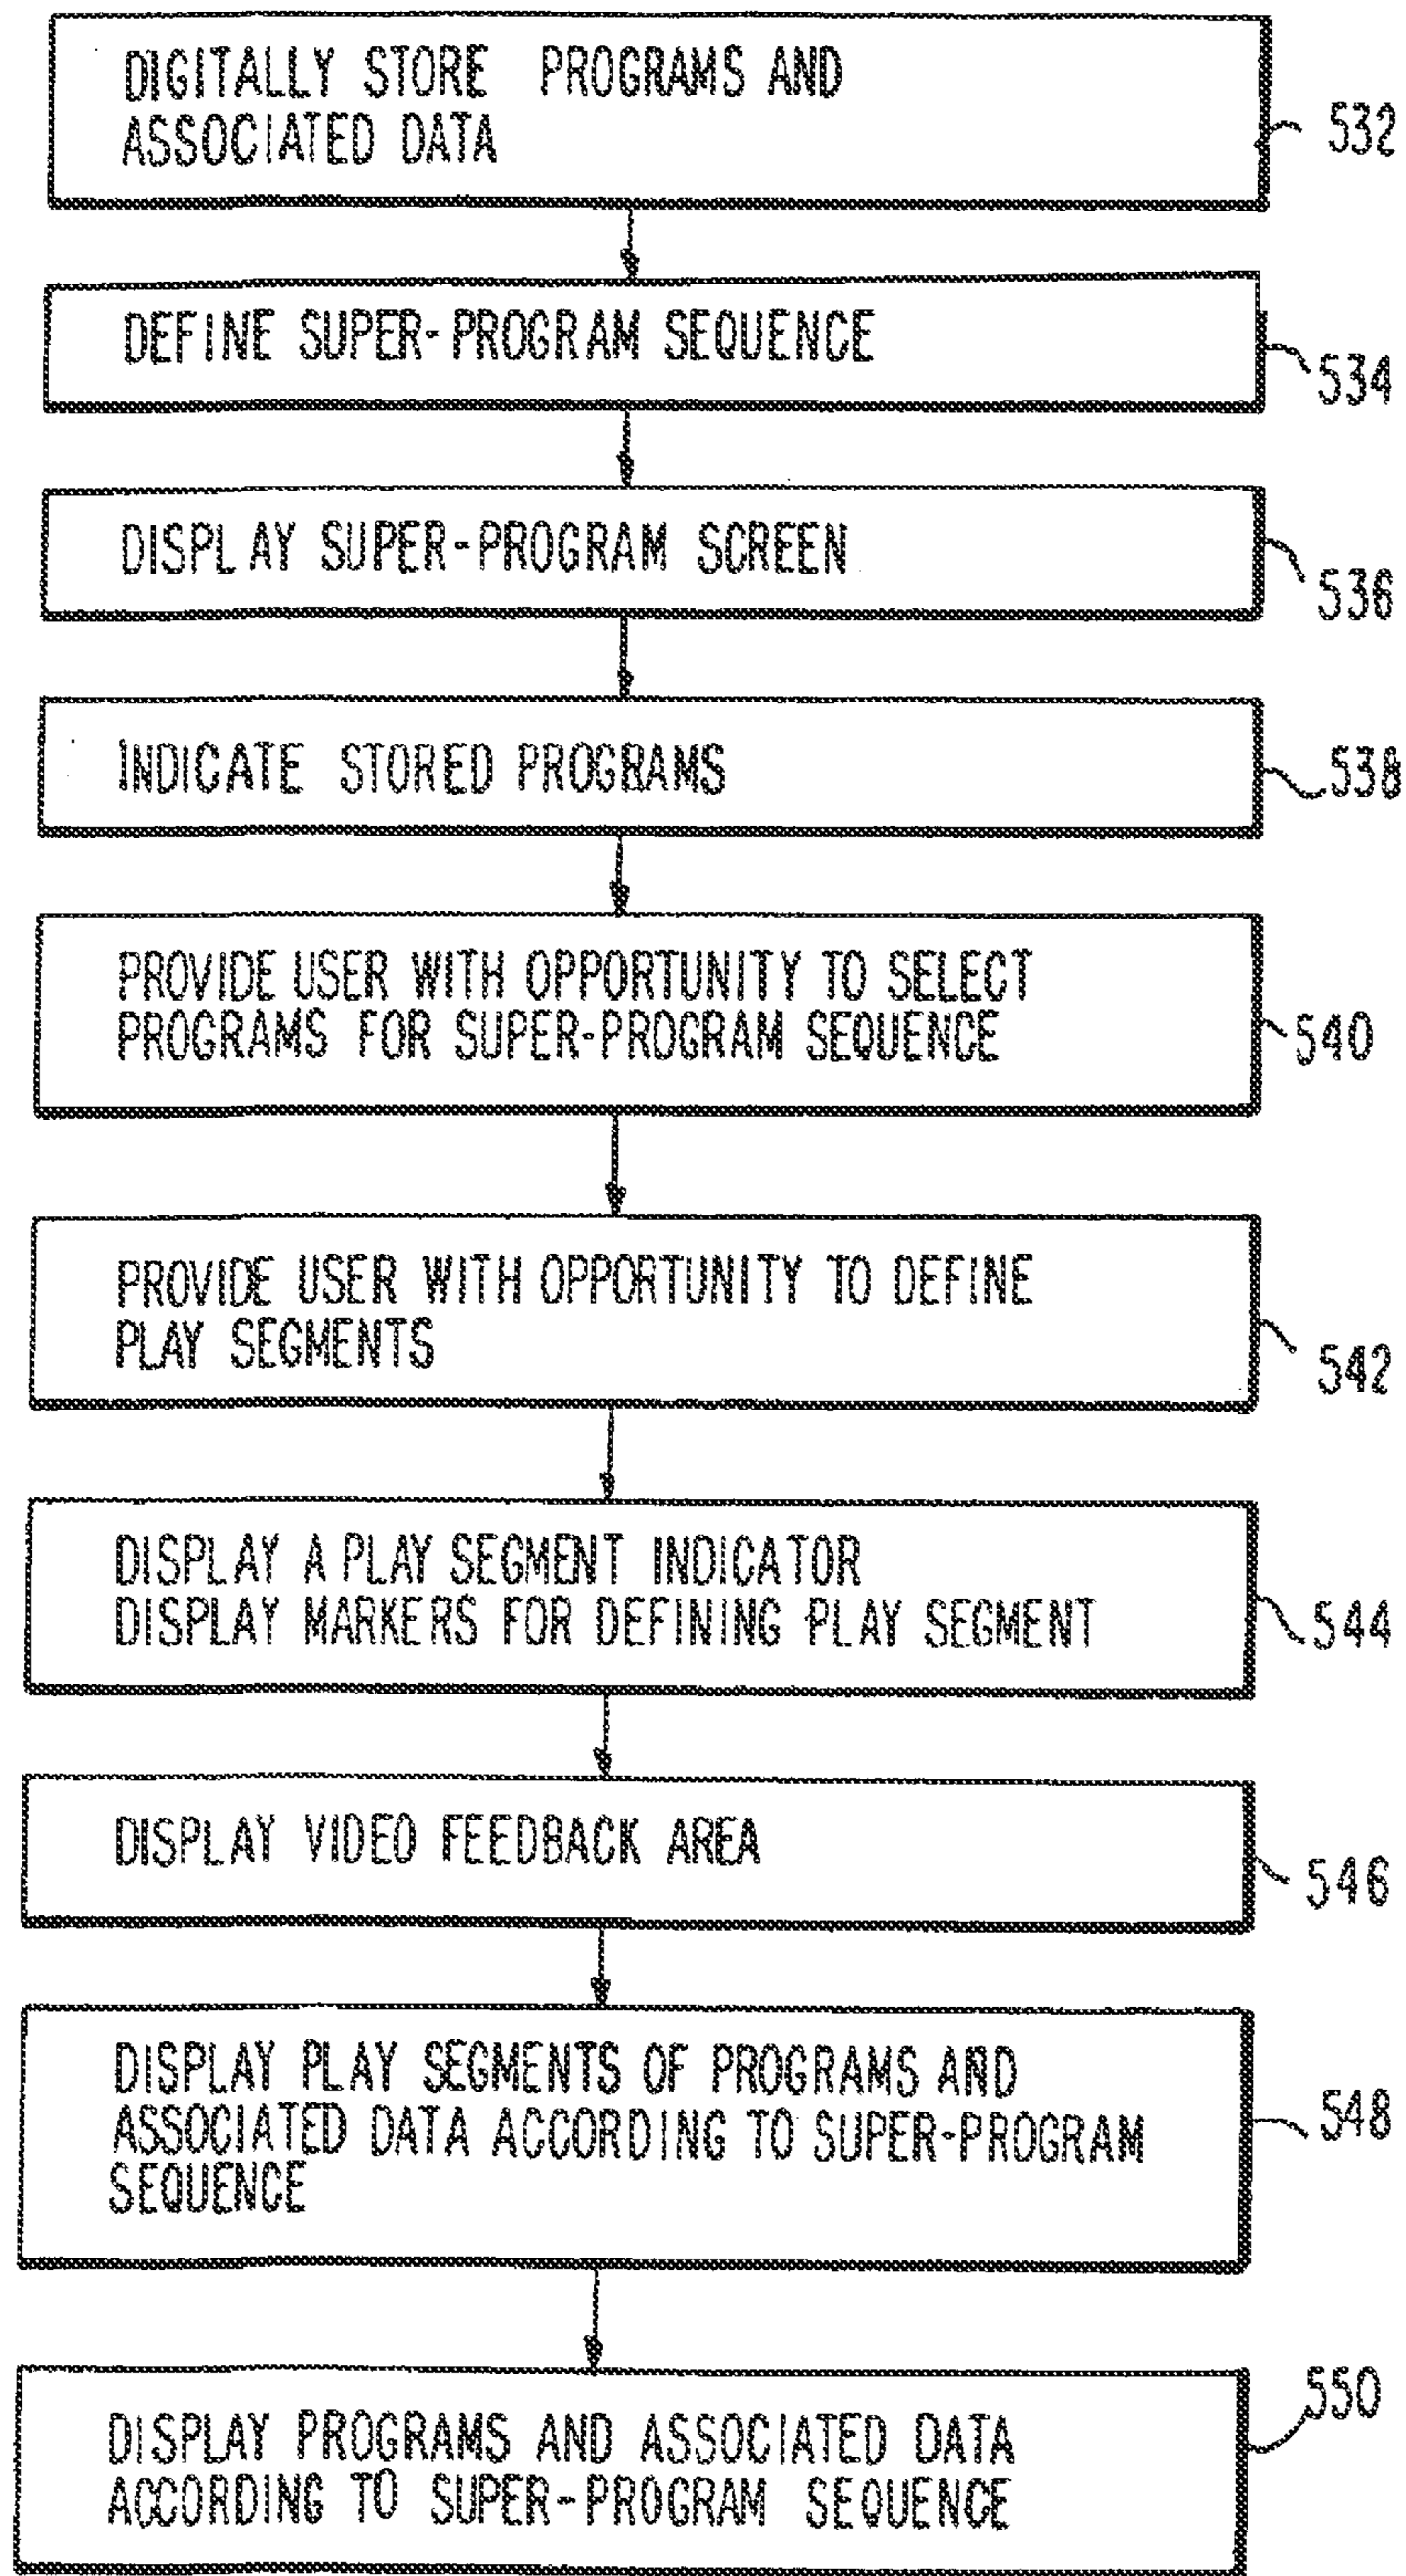 DIGITALLY STORE PROGRAMS AND
ASSOCIATED DATA
532
DEFINE SUPER-PROGRAM SEQUENCE
534
DISPLAY SUPER-PROGRAM SCREEN
536
INDICATE STORED PROGRAMS
538
PROVIDE USER WITH OPPORTUNITY TO SELECT
PROGRAMS FOR SUPER-PROGRAM SEQUENCE
540
PROVIDE USER WITH OPPORTUNITY TO DEFINE
PLAY SEGMENTS
542
DISPLAY A PLAY SEGMENT INDICATOR
DISPLAY MARKERS FOR DEFINING PLAY SEGMENT
544
DISPLAY VIDEO FEEDBACK AREA
546
DISPLAY PLAY SEGMENTS OF PROGRAMS AND
ASSOCIATED DATA ACCORDING TO SUPER-PROGRAM
SEQUENCE
548
DISPLAY PROGRAMS AND ASSOCIATED DATA
ACCORDING TO SUPER-PROGRAM SEQUENCE
550